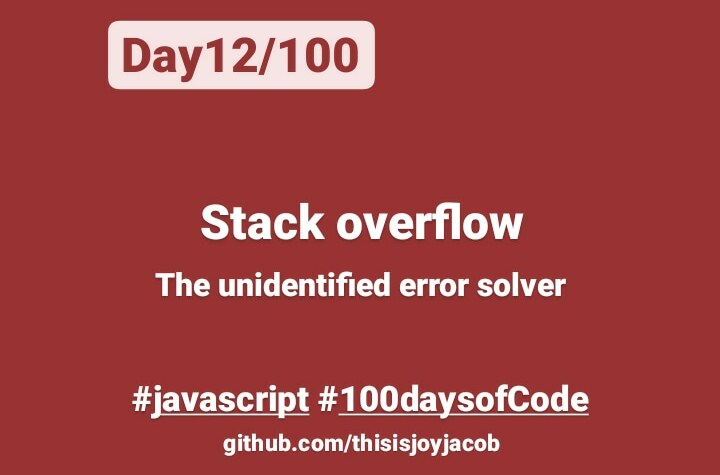 Day12/100
Stack overflow
The unidentified error solver
#javascript #100daysofCode
github.com/thisisjoyjacob